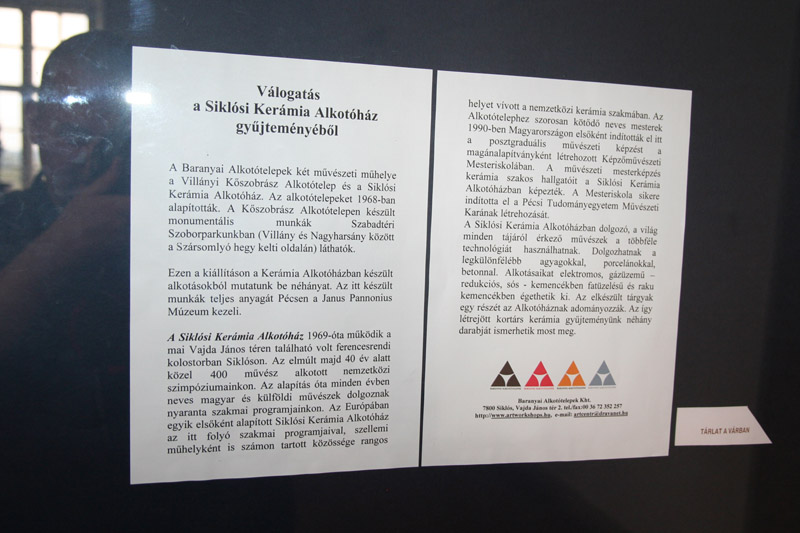 Válogatás
a Siklósi Kerámia Alkotóház
gyűjteményéből
A Baranyai Alkotótelepek két művészeti műhelye
a Villányi Kőszobrász Alkotótelep és a Siklósi
Kerámia Alkotóház. Az alkotótelepeket 1968-ban
alapították. A Kőszobrász Alkotótelepen készült
monumentális munkák Szabadtéri
Szoborparkunkban (Villány és Nagyharsány között
a Szársomlyó hegy kelti oldalán) láthatók.
Ezen a kiállításon a Kerámia Alkotóházban készült
alkotásokból mutatunk be néhányat. Az itt készült
munkák teljes anyagát Pécsen a Janus Pannonius
Múzeum kezeli.
A Siklósi Kerámia Alkotóház 1969-óta működik a
mai Vajda János téren található volt ferencesrendi
kolostorban Siklóson. Az elmúlt majd 40 év alatt
közel 400 művész alkotott nemzetközi
szimpóziumainkon. Az alapítás óta minden évben
neves magyar és külföldi művészek dolgoznak
nyaranta szakmai programjainkon. Az Európában
egyik elsőként alapított Siklósi Kerámia Alkotóház
az itt folyó szakmai programjaival, szellemi
műhelyként is számon tartott közössége rangos
helyet vívott a nemzetközi kerámia szakmában. Az
Alkotótelephez szorosan kötődő neves mesterek
1990-ben Magyarországon elsőként indították el itt
a posztgraduális művészeti képzést a
magánalapítványként létrehozott Képzőművészeti
Mesteriskolában. A művészeti mesterképzés
kerámia szakos hallgatóit a Siklósi Kerámia
Alkotóházban képezték. A Mesteriskola sikere
indította el a Pécsi Tudományegyetem Művészeti
Karának létrehozását.
A Siklósi Kerámia Alkotóházban dolgozó, a világ
minden tájáról érkező művészek a többféle
technológiát használhatnak. Dolgozhatnak a
legkülönfélébb agyagokkal, porcelánokkal,
betonnal. Alkotásaikat elektromos, gázüzemű –
redukciós, sós - kemencékben fatüzelésű és raku
kemencékben égethetik ki. Az elkészült tárgyak
egy részét az Alkotóháznak adományozzák. Az így
létrejött kortárs kerámia gyűjteményünk néhány
darabját ismerhetik most meg.
Baranyai Alkotótelepek Kht.
7800 Siklós, Vajda János tér 2. tel./fax:00 36 72 352 257
http://www.artworkshops.hu, e-mail: artcentr@dravanet.hu
TÁRLAT A VÁRBAN